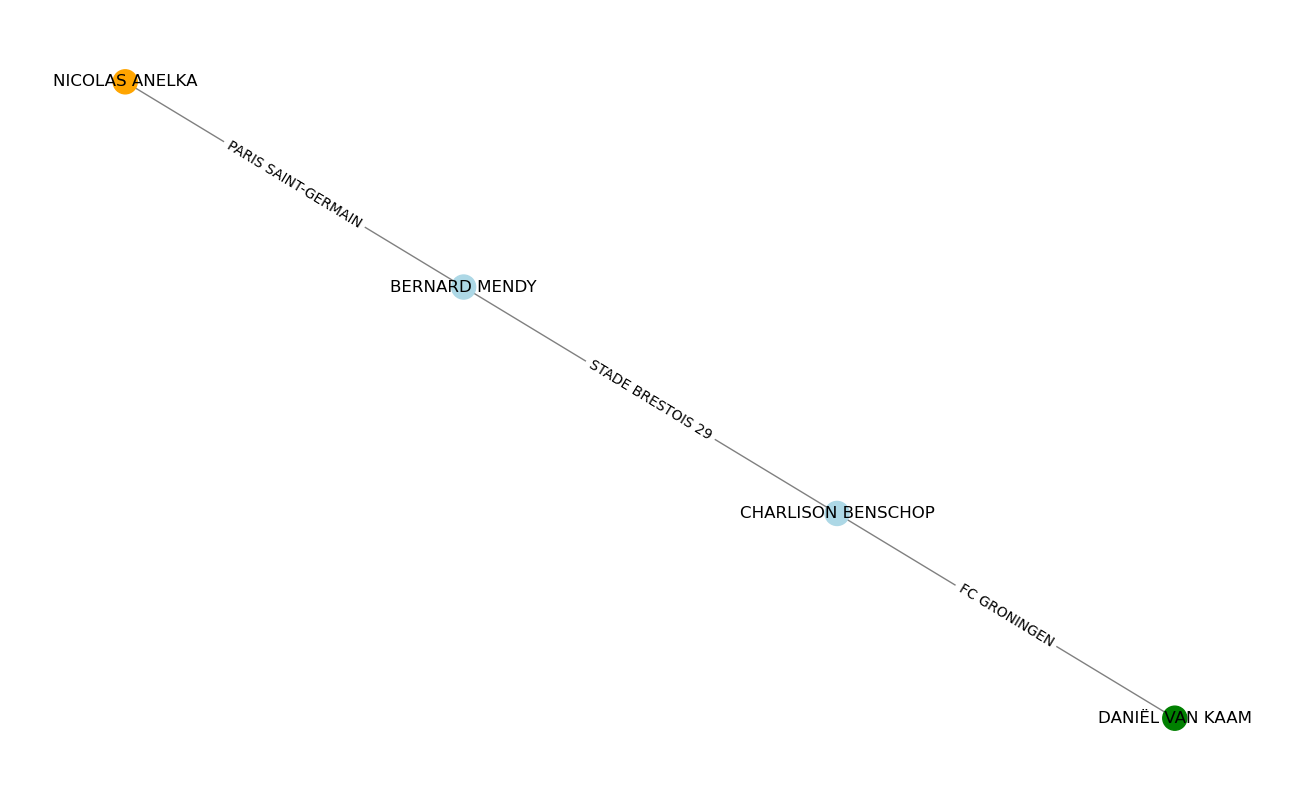 NICOLAS ANELKA
PARIS SAINT-GERMAIN
BERNARD MENDY
STADE BRESTOIS 29
CHARLISON BENSCHOP
FC GRONINGEN
DANIËL VAN KAAM